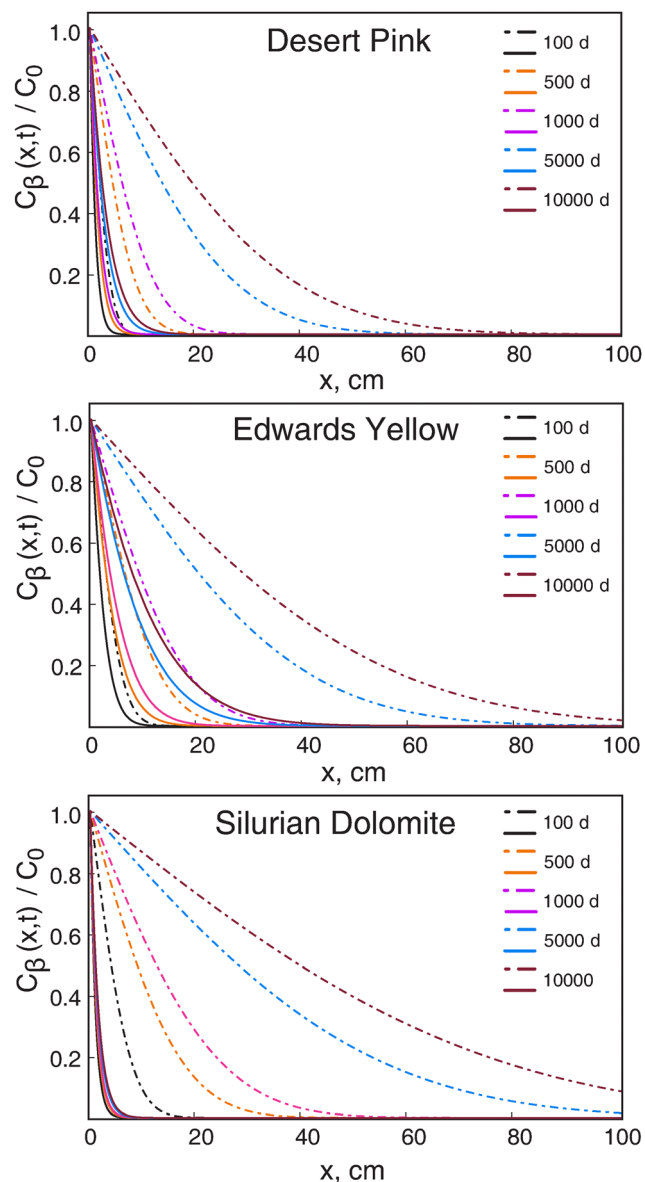 Desert Pink
Cβ (x,t) / C0
1.0
0.8
0.6
0.4
0.2
100 d
500 d
1000 d
5000 d
10000 d
0 20 40 60 80 100
x, cm
Edwards Yellow
Cβ (x,t) / C0
1.0
0.8
0.6
0.4
0.2
100 d
500 d
1000 d
5000 d
10000 d
0 20 40 60 80 100
x, cm
Silurian Dolomite
Cβ (x,t) / C0
1.0
0.8
0.6
0.4
0.2
100 d
500 d
1000 d
5000 d
10000
0 20 40 60 80 100
x, cm